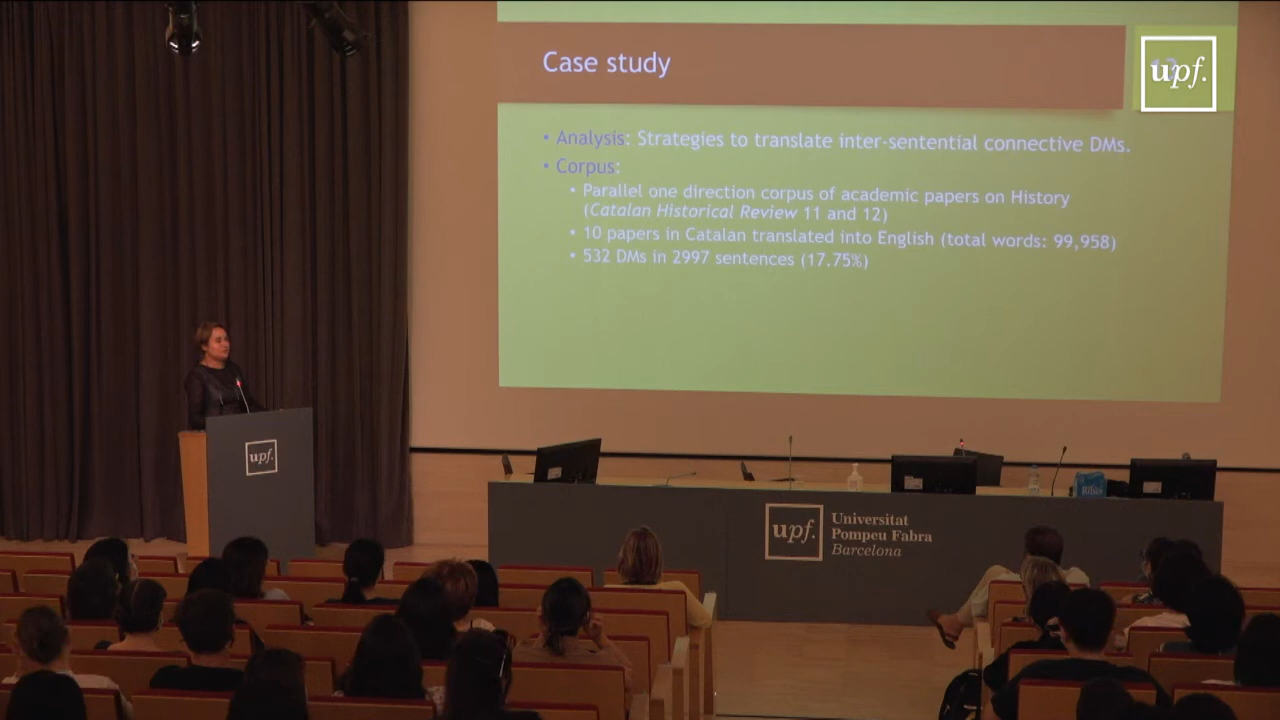 Case study
upf.
• Analysis: Strategies to translate inter-sentential connective DMs.
• Corpus:
• Parallel one direction corpus of academic papers on History
(Catalan Historical Review 11 and 12)
• 10 papers in Catalan translated into English (total words: 99,958)
• 532 DMs in 2997 sentences (17.75%)
upf.
upf.
Universitat
Pompeu Fabra
Barcelona